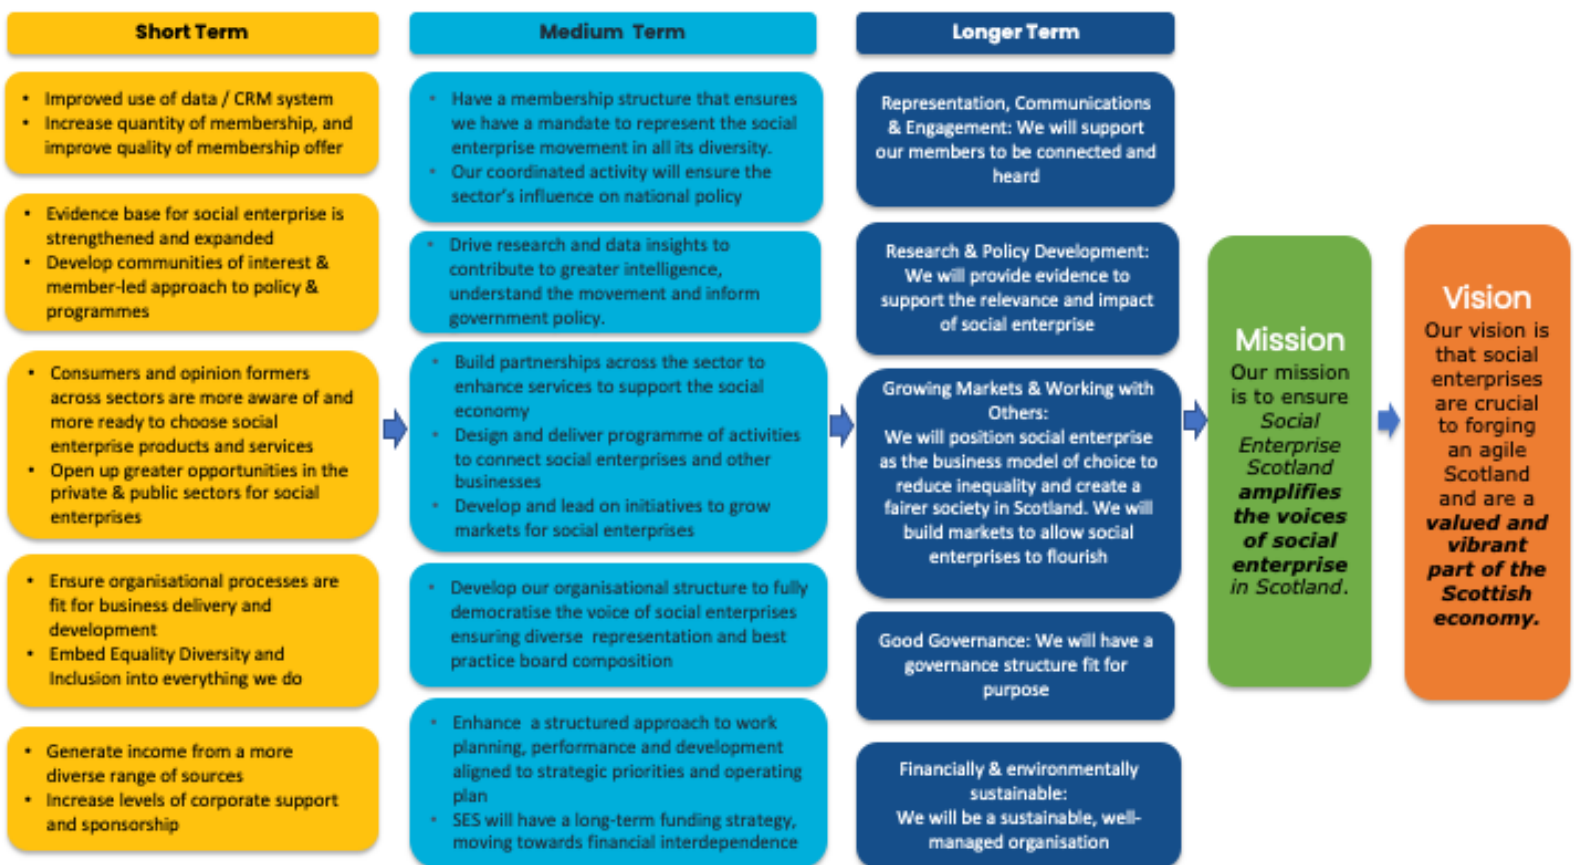 Short Term
• Improved use of data / CRM system
• Increase quantity of membership, and
improve quality of membership offer
• Evidence base for social enterprise is
strengthened and expanded
• Develop communities of interest &
member-led approach to policy &
programmes
• Consumers and opinion formers
across sectors are more aware of and
more ready to choose social
enterprise products and services
• Open up greater opportunities in the
private & public sectors for social
enterprises
• Ensure organisational processes are
fit for business delivery and
development
• Embed Equality Diversity and
Inclusion into everything we do
• Generate income from a more
diverse range of sources
• Increase levels of corporate support
and sponsorship
Medium Term
• Have a membership structure that ensures
we have a mandate to represent the social
enterprise movement in all its diversity.
• Our coordinated activity will ensure the
sector's influence on national policy
• Drive research and data insights to
contribute to greater intelligence,
understand the movement and inform
government policy.
• Build partnerships across the sector to
enhance services to support the social
economy
• Design and deliver programme of activities
to connect social enterprises and other
businesses
• Develop and lead on initiatives to grow
markets for social enterprises
• Develop our organisational structure to fully
democratise the voice of social enterprises
ensuring diverse representation and best
practice board composition
• Enhance a structured approach to work
planning, performance and development
aligned to strategic priorities and operating
plan
• SES will have a long-term funding strategy,
moving towards financial interdependence
Longer Term
Representation, Communications
& Engagement: We will support
our members to be connected and
heard
Research & Policy Development:
We will provide evidence to
support the relevance and impact
of social enterprise
Growing Markets & Working with
Others:
We will position social enterprise
as the business model of choice to
reduce inequality and create a
fairer society in Scotland. We will
build markets to allow social
enterprises to flourish
Good Governance: We will have a
governance structure fit for
purpose
Financially & environmentally
sustainable:
We will be a sustainable, well-
managed organisation
Mission
Our mission
is to ensure
Social
Enterprise
Scotland
amplifies
the voices
of social
enterprise
in Scotland.
Vision
Our vision is
that social
enterprises
are crucial
to forging
an agile
Scotland
and are a
valued and
vibrant
part of the
Scottish
economy.